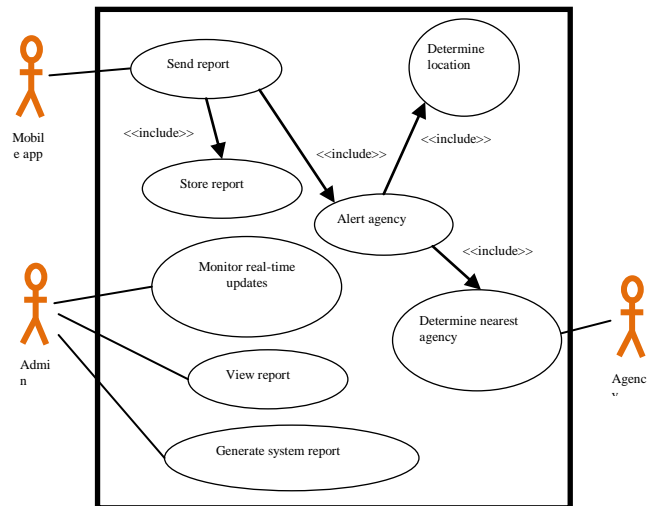 Send report
Determine
location
Mobil
e app
<<include>>
<<include>>
<<include>>
Store report
Alert agency
<<include>>
Monitor real-time
updates
Determine nearest
agency
Admi
n
View report
Agenc
y
Generate system report